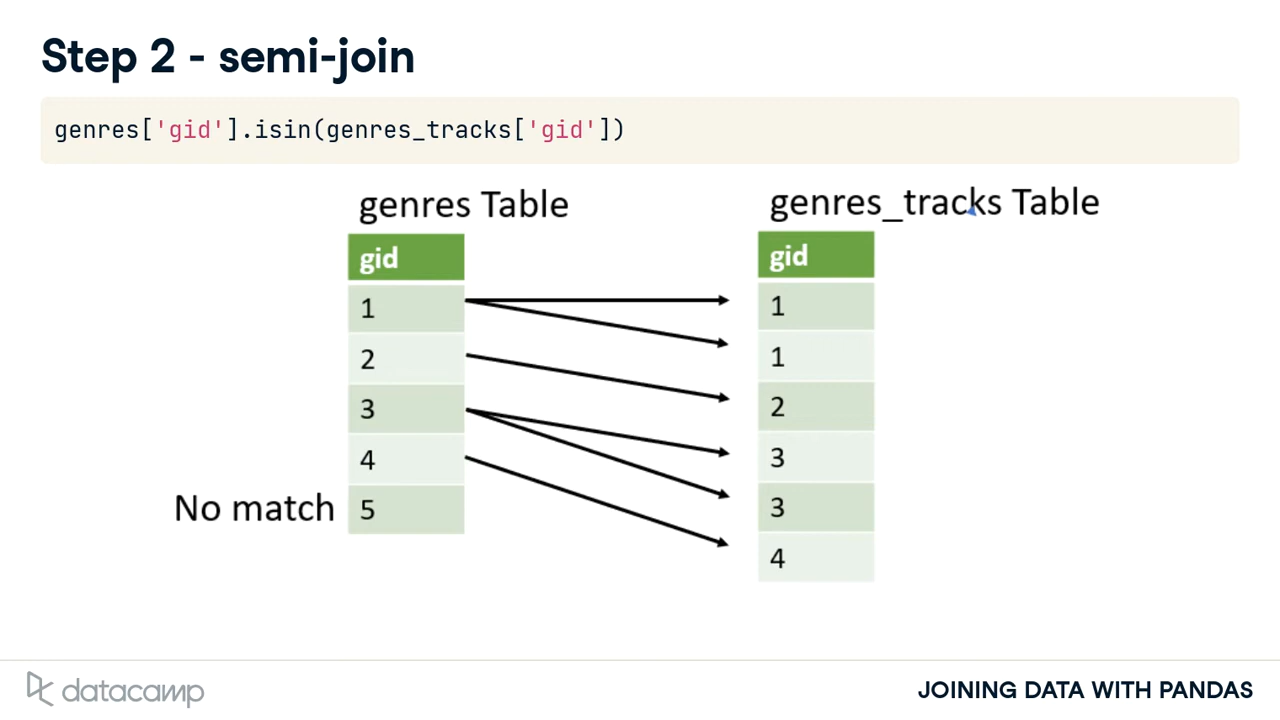 Step 2 - semi-join
genres['gid'].isin(genres_tracks['gid'])
genres Table
gid
1
2
3
4
No match 5
genres_tracks Table
gid
1
1
2
3
3
4
datacamp
JOINING DATA WITH PANDAS